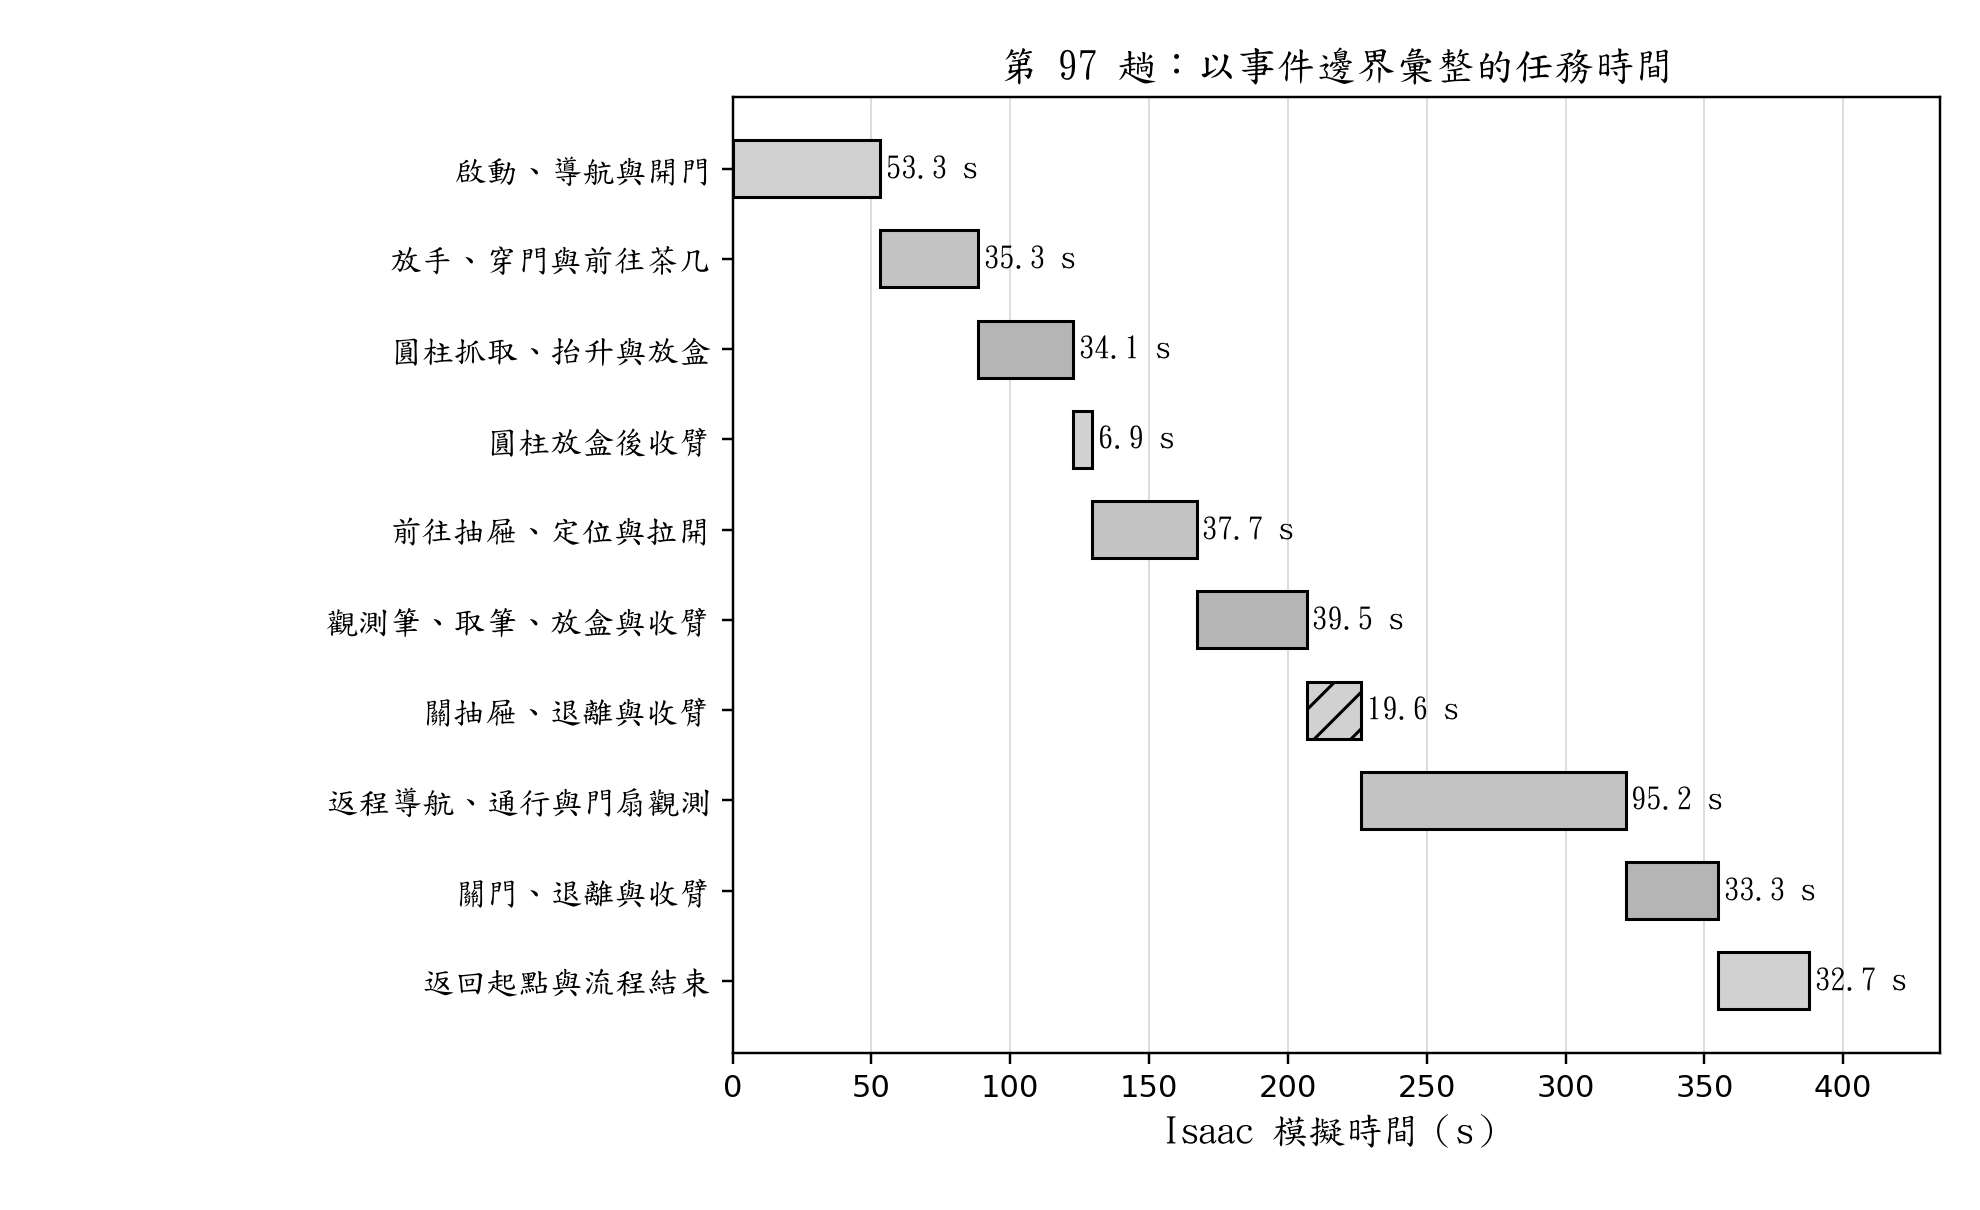 第 97 趟：以事件邊界彙整的任務時間
啟動、導航與開門
53.3 s
放手、穿門與前往茶几
35.3 s
圓柱抓取、抬升與放盒
34.1 s
圓柱放盒後收臂
6.9 s
前往抽屜、定位與拉開
37.7 s
觀測筆、取筆、放盒與收臂
39.5 s
關抽屜、退離與收臂
19.6 s
返程導航、通行與門扇觀測
95.2 s
關門、退離與收臂
33.3 s
返回起點與流程結束
32.7 s
0 50 100 150 200 250 300 350 400
Isaac 模擬時間（s）